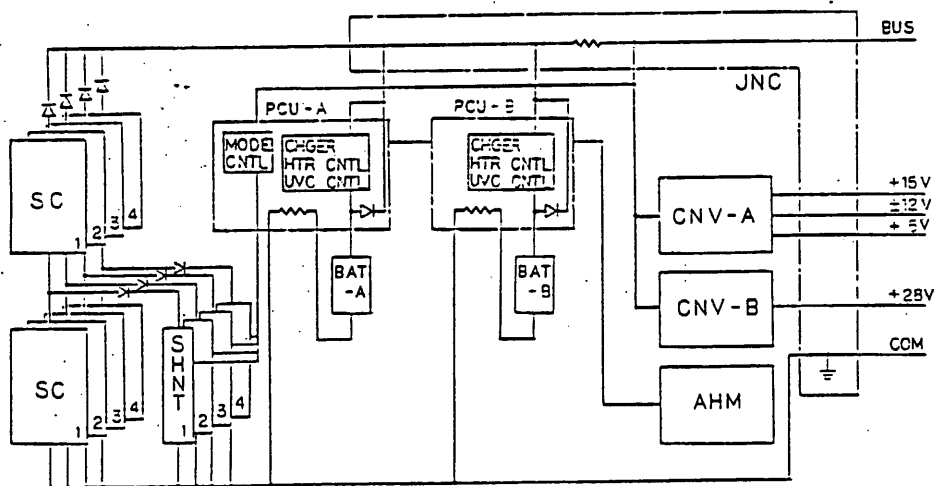 BUS
JNC
PCU-A
PCU-B
MODE
CNTL
CHGER
HTR CNTL
UVC CNTL
CHGER
HTR CNTL
UVC CNTL
SC
1
2
3
4
CNV-A
+15V
±12V
+5V
BAT
-A
BAT
-B
CNV-B
+28V
SC
1
2
3
4
SHNT
1
2
3
4
COM
AHM